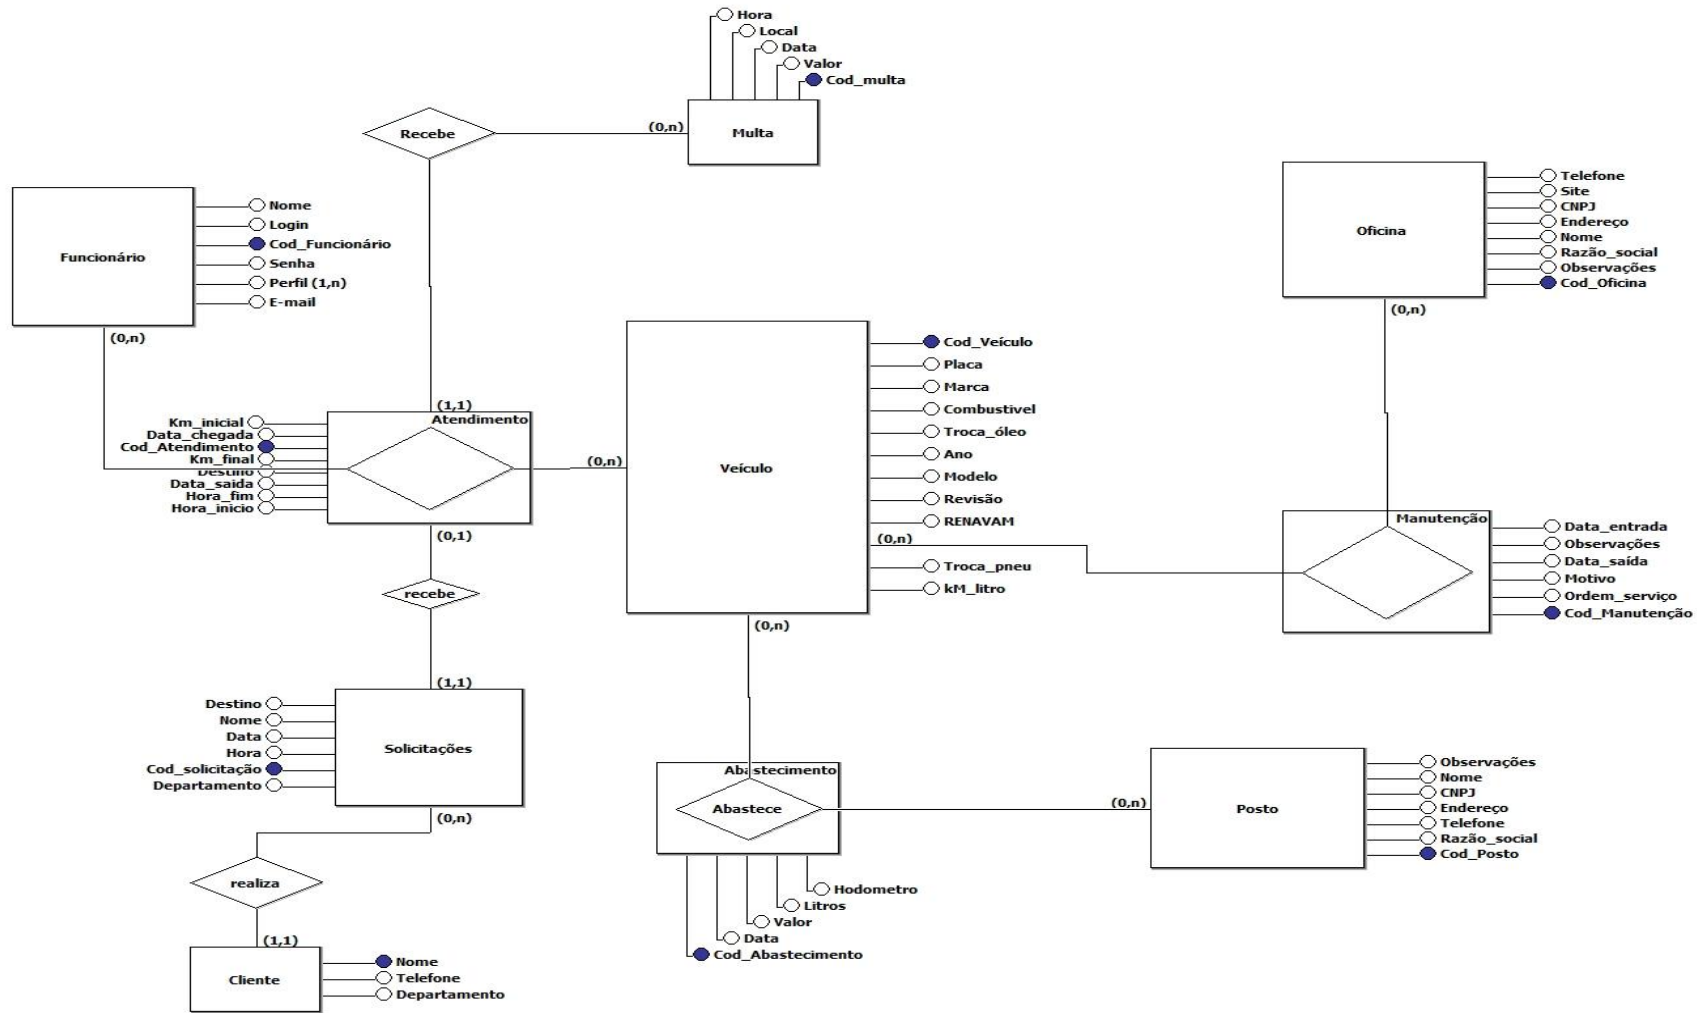 Hora
Local
Data
Valor
Cod_multa
Recebe
(0,n)
Multa
Funcionário
Nome
Login
Cod_Funcionário
Senha
Perfil (1,n)
E-mail
(0,n)
Oficina
Telefone
Site
CNPJ
Endereço
Nome
Razão_social
Observações
Cod_Oficina
(0,n)
(1,1)
Atendimento
Km_inicial
Data_chegada
Cod_Atendimento
Km_final
Destino
Data_saida
Hora_fim
Hora_inicio
(0,n)
(0,1)
Veículo
Cod_Veículo
Placa
Marca
Combustivel
Troca_óleo
Ano
Modelo
Revisão
RENAVAM
(0,n)
Troca_pneu
kM_litro
(0,n)
Manutenção
Data_entrada
Observações
Data_saída
Motivo
Ordem_serviço
Cod_Manutenção
recebe
(1,1)
Solicitações
Destino
Nome
Data
Hora
Cod_solicitação
Departamento
(0,n)
Abastecimento
Abastece
(0,n)
Hodometro
Litros
Valor
Data
Cod_Abastecimento
Posto
Observações
Nome
CNPJ
Endereço
Telefone
Razão_social
Cod_Posto
realiza
(1,1)
Cliente
Nome
Telefone
Departamento